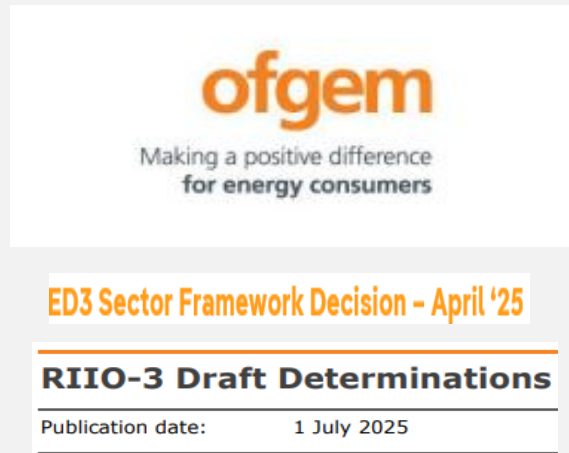 ofgem
Making a positive difference
for energy consumers
ED3 Sector Framework Decision – April ‘25
RIIO-3 Draft Determinations
Publication date: 1 July 2025